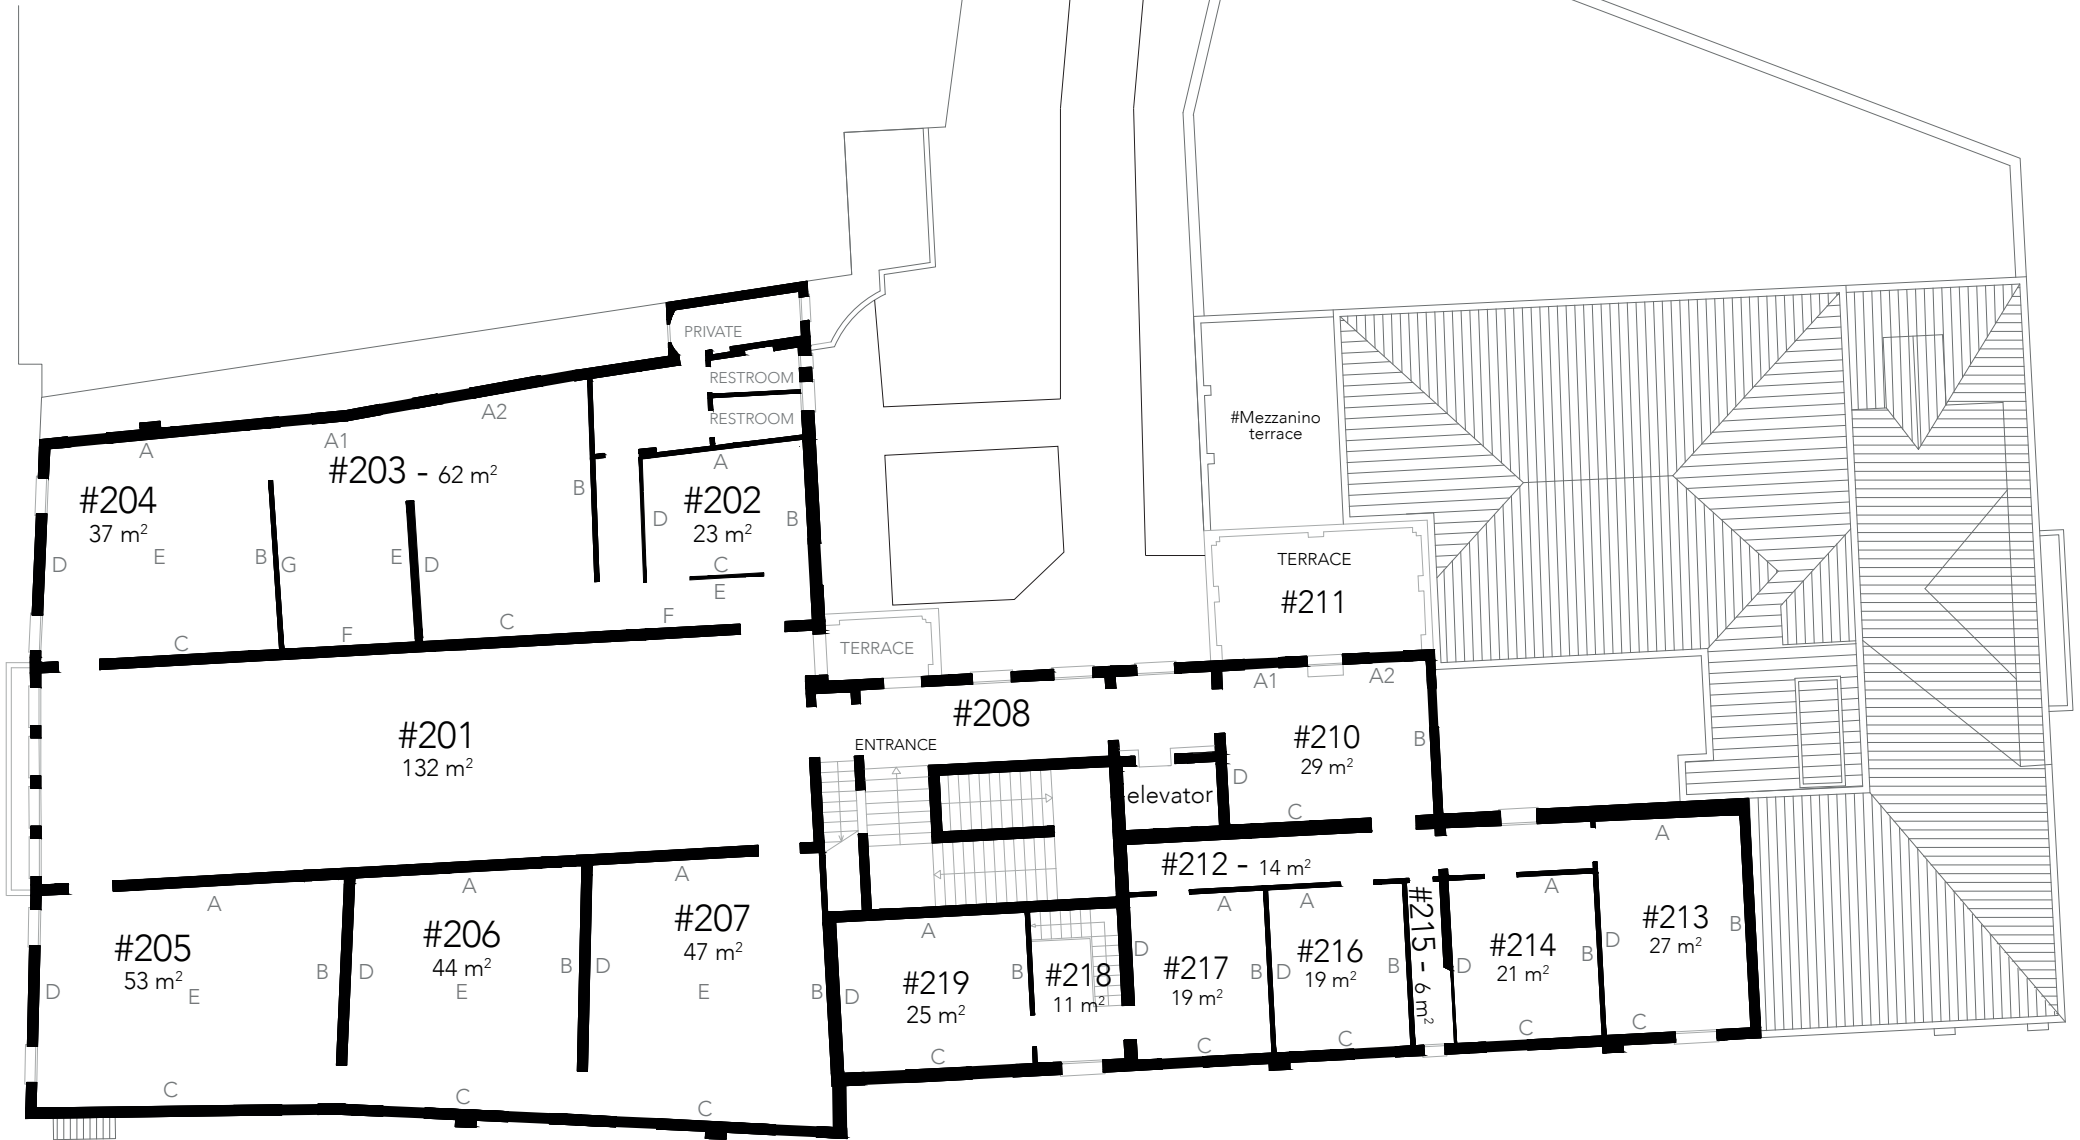 PRIVATE
RESTROOM
RESTROOM
A2
A1
A
#203 - 62 m²
#204
37 m²
A
B
#202
23 m²
D
B
D
E
B
G
E
D
C
E
C
F
C
F
#Mezzanino
terrace
TERRACE
#211
TERRACE
A1
A2
#208
ENTRANCE
#201
132 m²
#210
29 m²
B
D
C
elevator
#212 - 14 m²
A
A
A
A
#205
53 m²
B
D
E
C
#206
44 m²
D
B
E
C
#207
47 m²
D
B
E
C
A
#219
25 m²
D
B
C
#218
11 m²
A
#217
19 m²
D
B
C
A
#216
19 m²
D
B
C
#215 - 6 m²
A
#214
21 m²
D
B
C
#213
27 m²
D
B
C